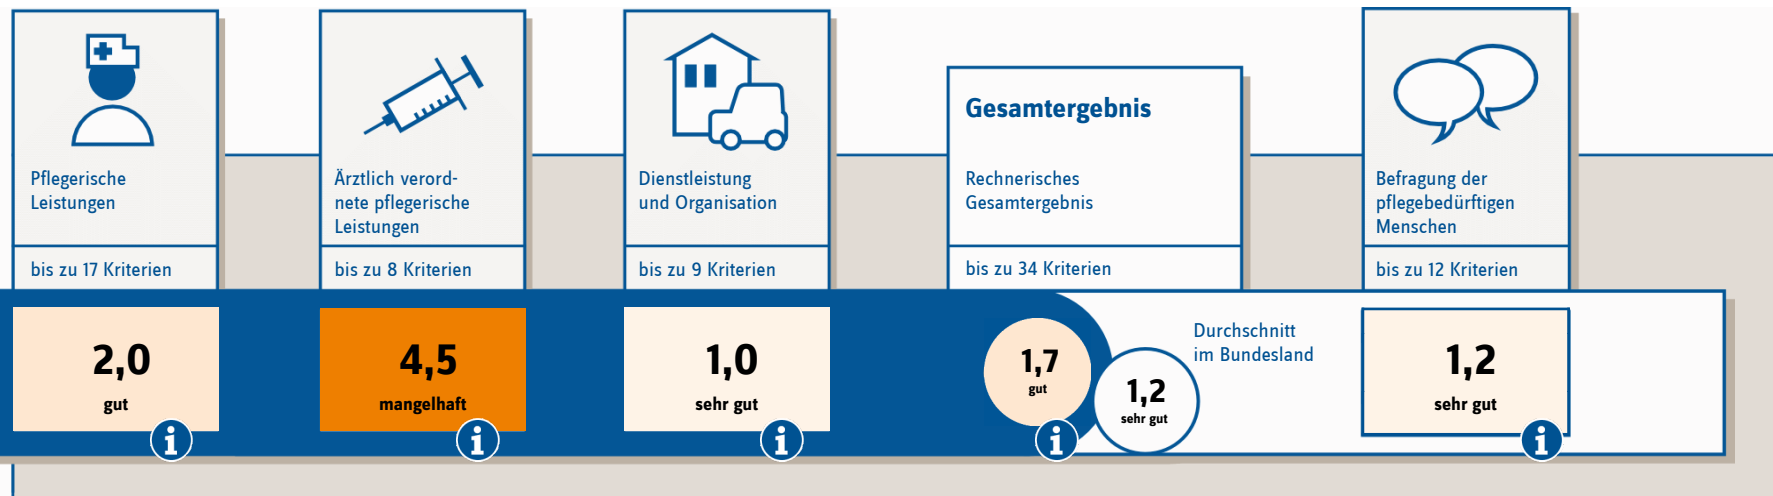 Pflegerische
Leistungen
bis zu 17 Kriterien
2,0
gut
i
Ärztlich verord-
nete pflegerische
Leistungen
bis zu 8 Kriterien
4,5
mangelhaft
i
Dienstleistung
und Organisation
bis zu 9 Kriterien
1,0
sehr gut
i
Gesamtergebnis
Rechnerisches
Gesamtergebnis
bis zu 34 Kriterien
1,7
gut
i
1,2
sehr gut
Durchschnitt
im Bundesland
Befragung der
pflegebedürftigen
Menschen
bis zu 12 Kriterien
1,2
sehr gut
i